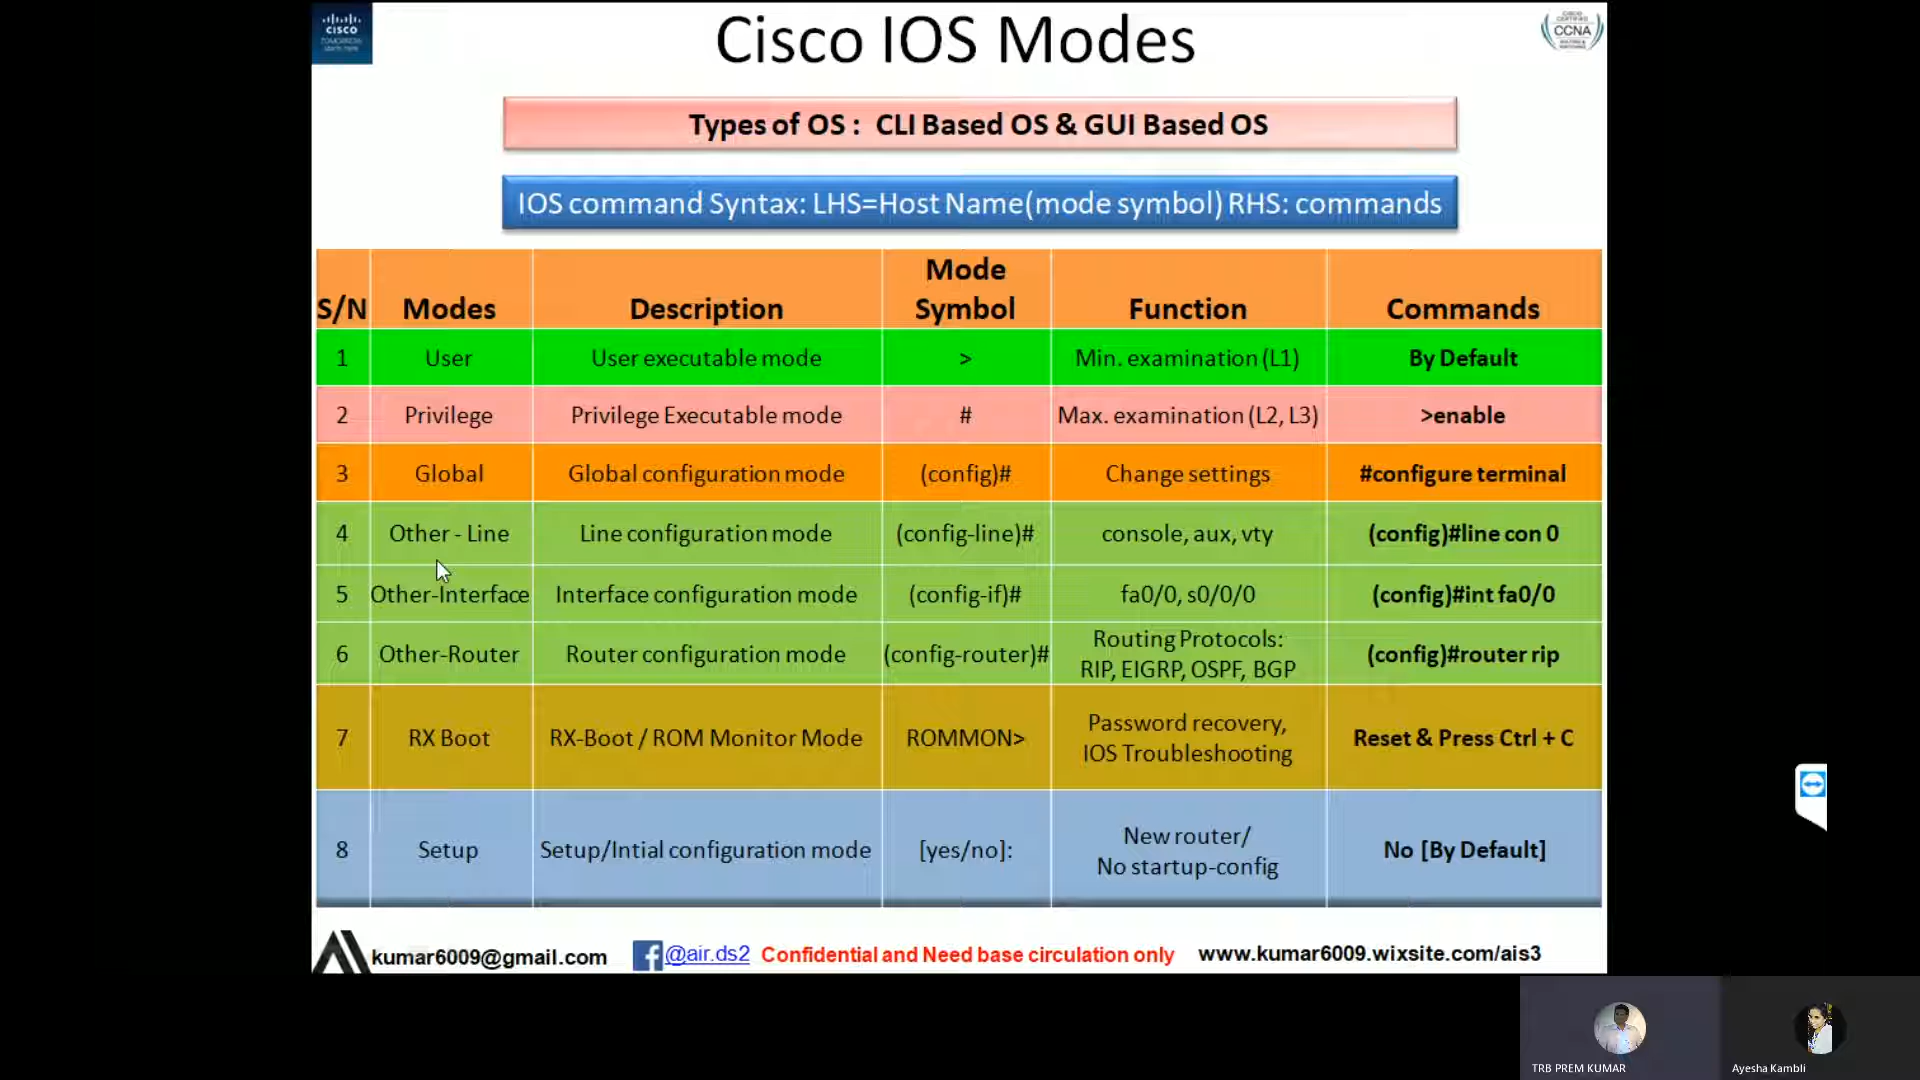 CISCO
TOMORROW
starts here
Cisco IOS Modes
CISCO
CERTIFIED
CCNA
Types of OS : CLI Based OS & GUI Based OS
IOS command Syntax: LHS=Host Name(mode symbol) RHS: commands
S/N Modes Description Mode Symbol Function Commands
1 User User executable mode > Min. examination (L1) By Default
2 Privilege Privilege Executable mode # Max. examination (L2, L3) >enable
3 Global Global configuration mode (config)# Change settings #configure terminal
4 Other - Line Line configuration mode (config-line)# console, aux, vty (config)#line con 0
5 Other-Interface Interface configuration mode (config-if)# fa0/0, s0/0/0 (config)#int fa0/0
6 Other-Router Router configuration mode (config-router)# Routing Protocols: RIP, EIGRP, OSPF, BGP (config)#router rip
7 RX Boot RX-Boot / ROM Monitor Mode ROMMON> Password recovery, IOS Troubleshooting Reset & Press Ctrl + C
8 Setup Setup/Intial configuration mode [yes/no]: New router/ No startup-config No [By Default]
kumar6009@gmail.com @air.ds2 Confidential and Need base circulation only www.kumar6009.wixsite.com/ais3
TRB PREM KUMAR Ayesha Kambli